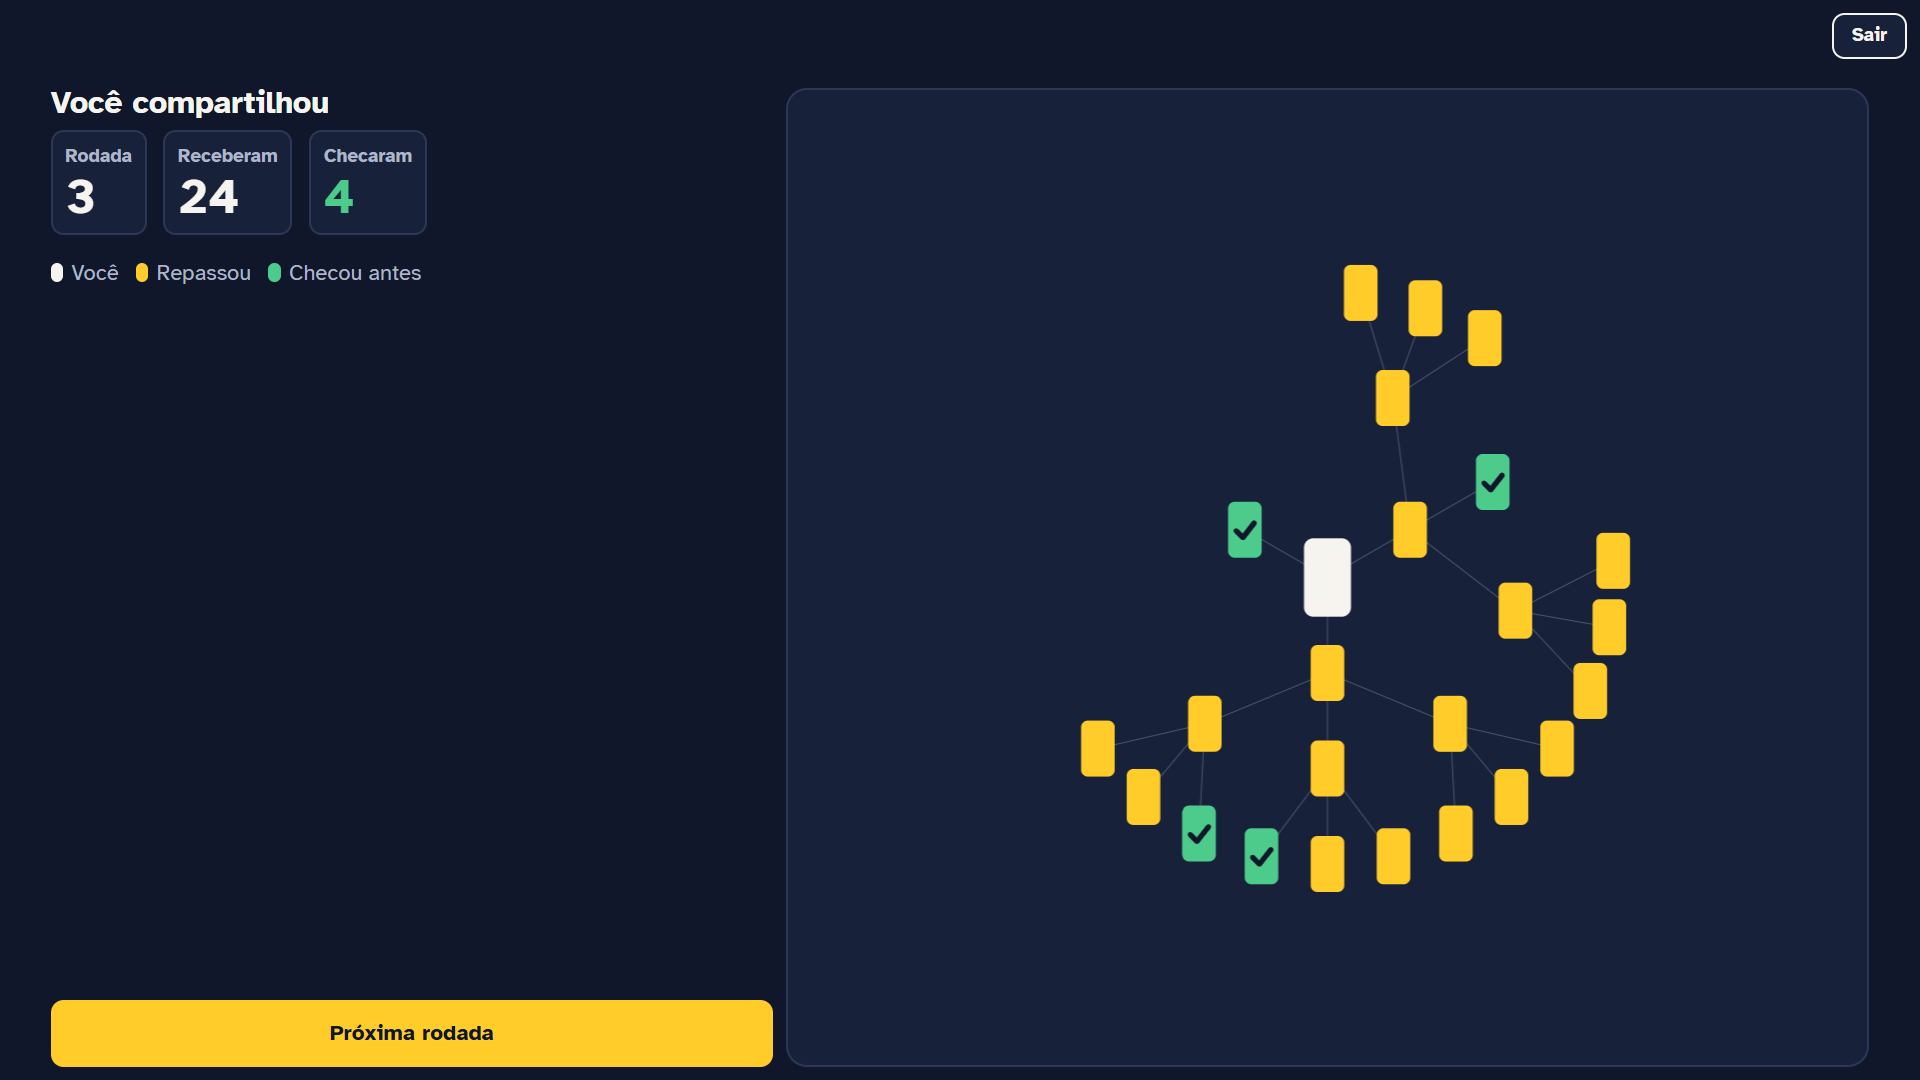 Sair
Você compartilhou
Rodada
3
Receberam
24
Checaram
4
Você
Repassou
Checou antes
Próxima rodada